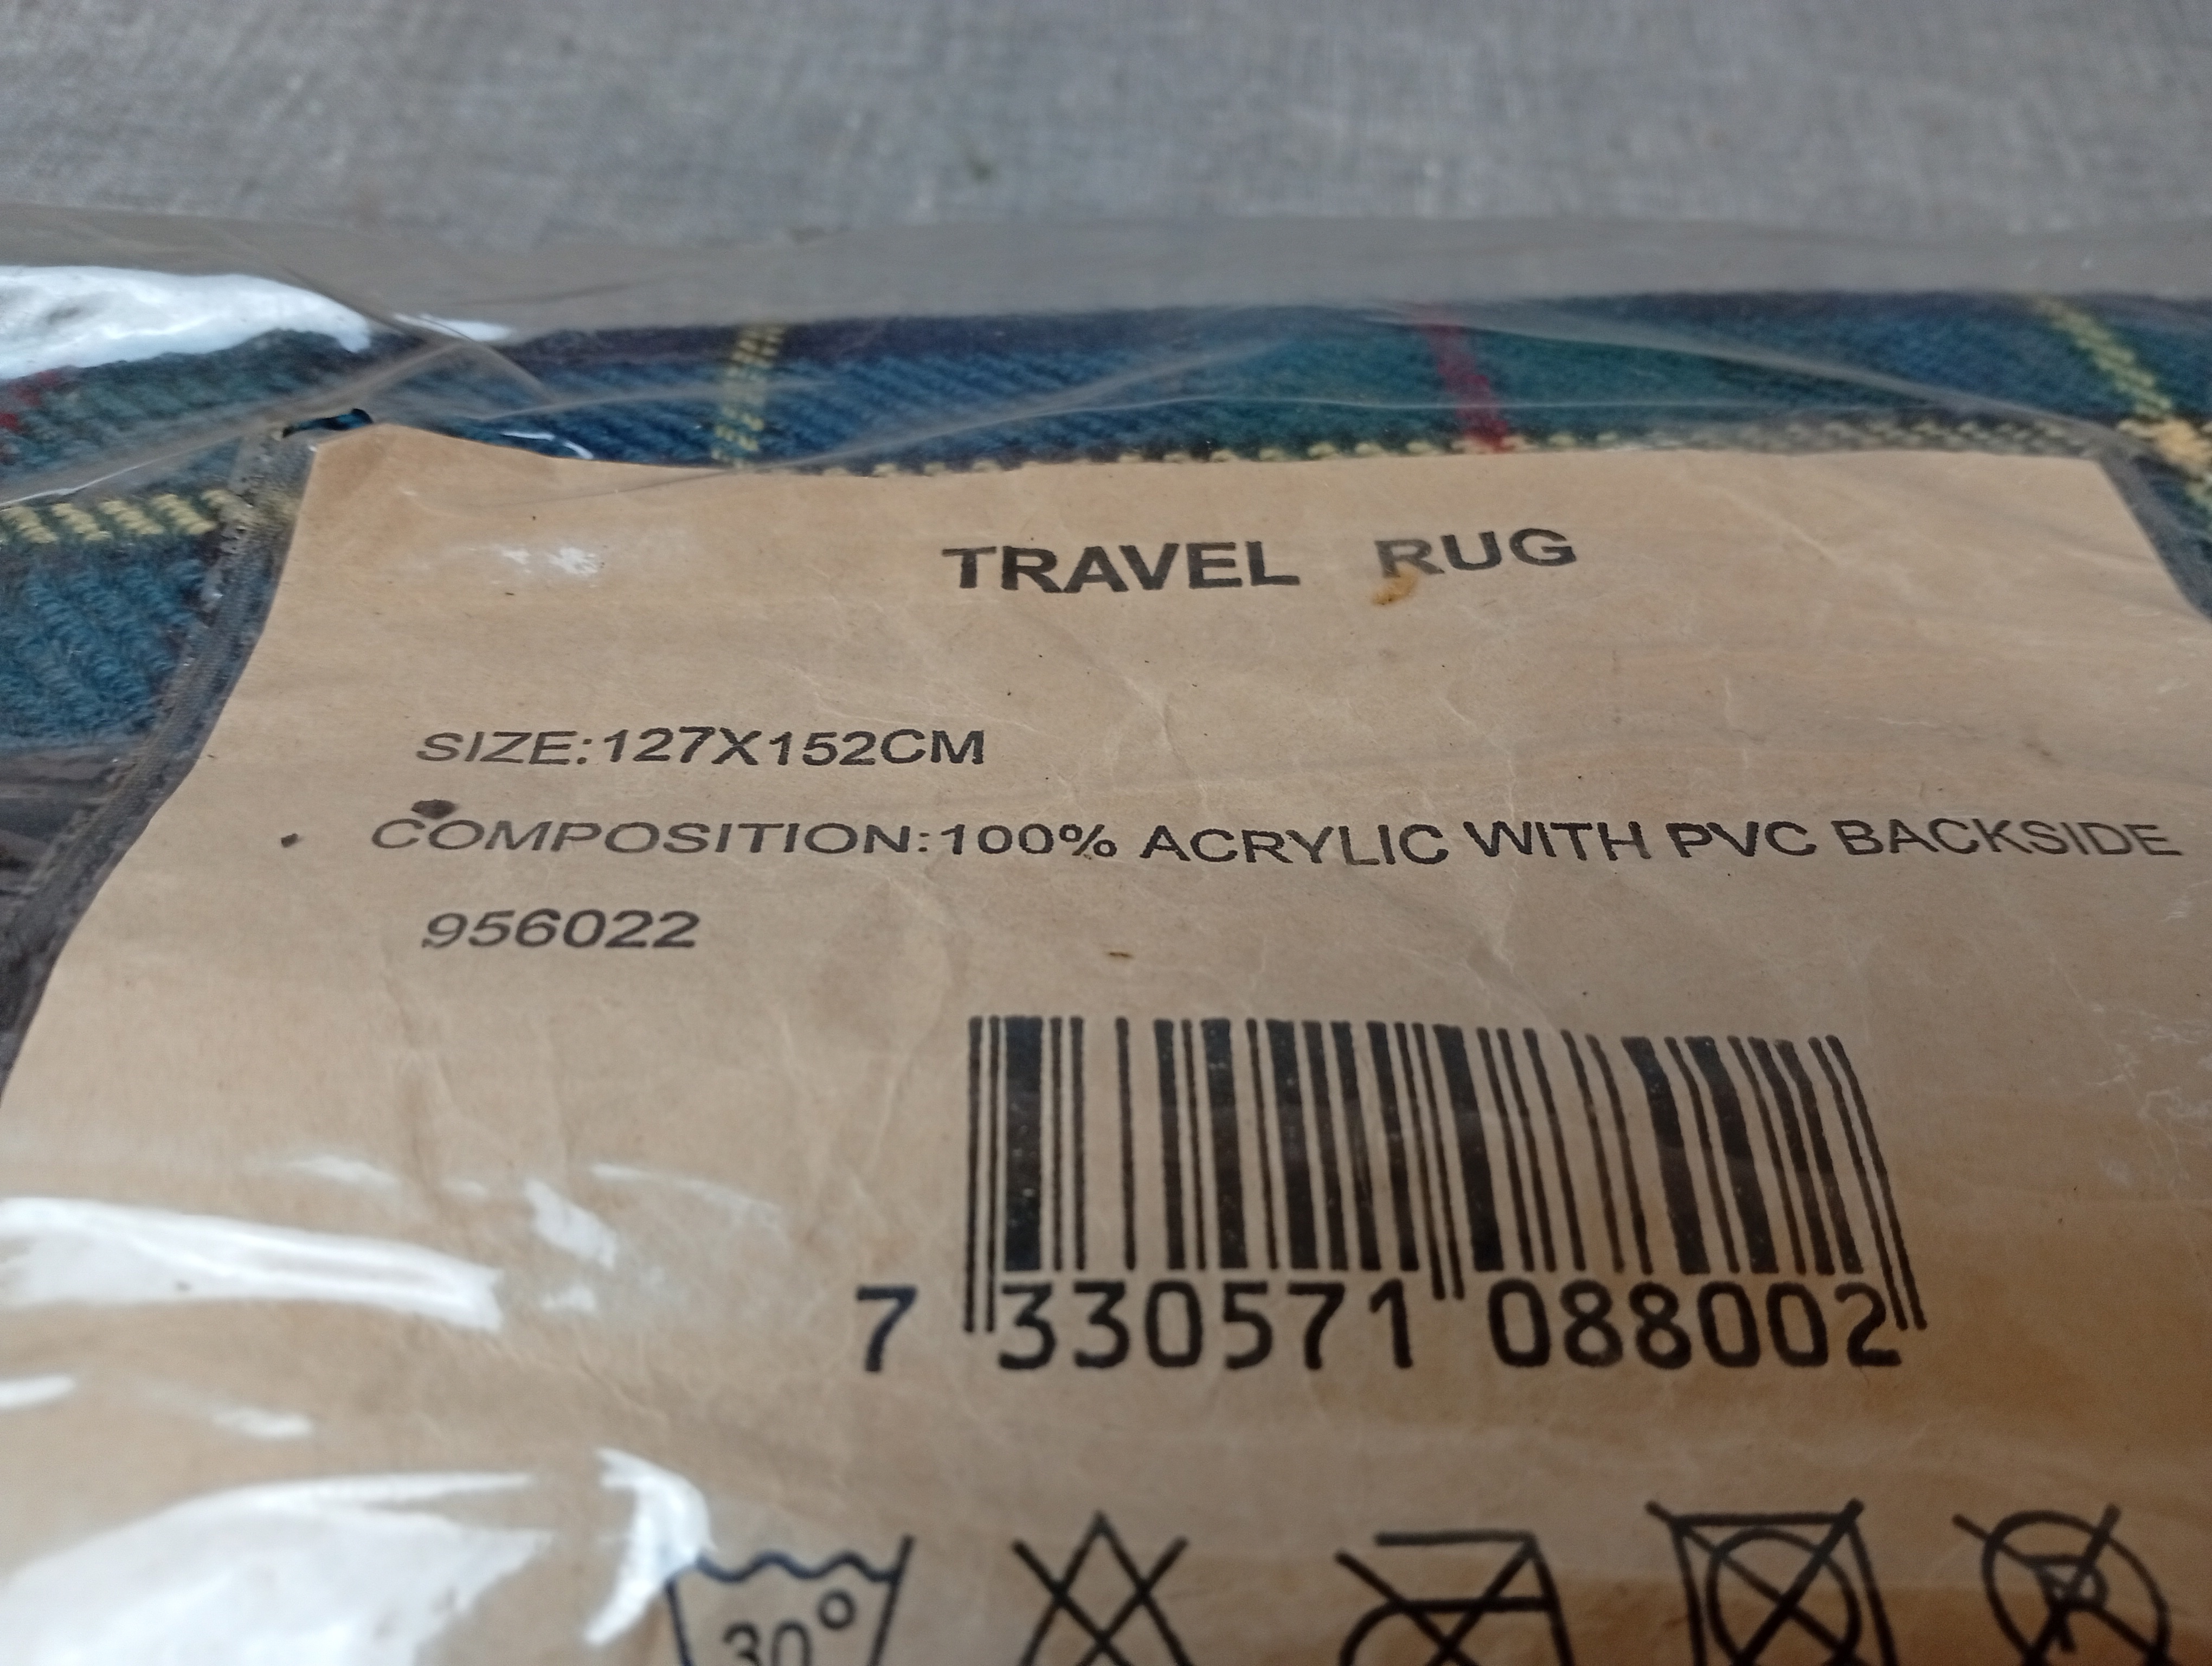 TRAVEL RUG
SIZE:127X152CM
COMPOSITION:100% ACRYLIC WITH PVC BACKSIDE
956022
7 330571 088002
30° P